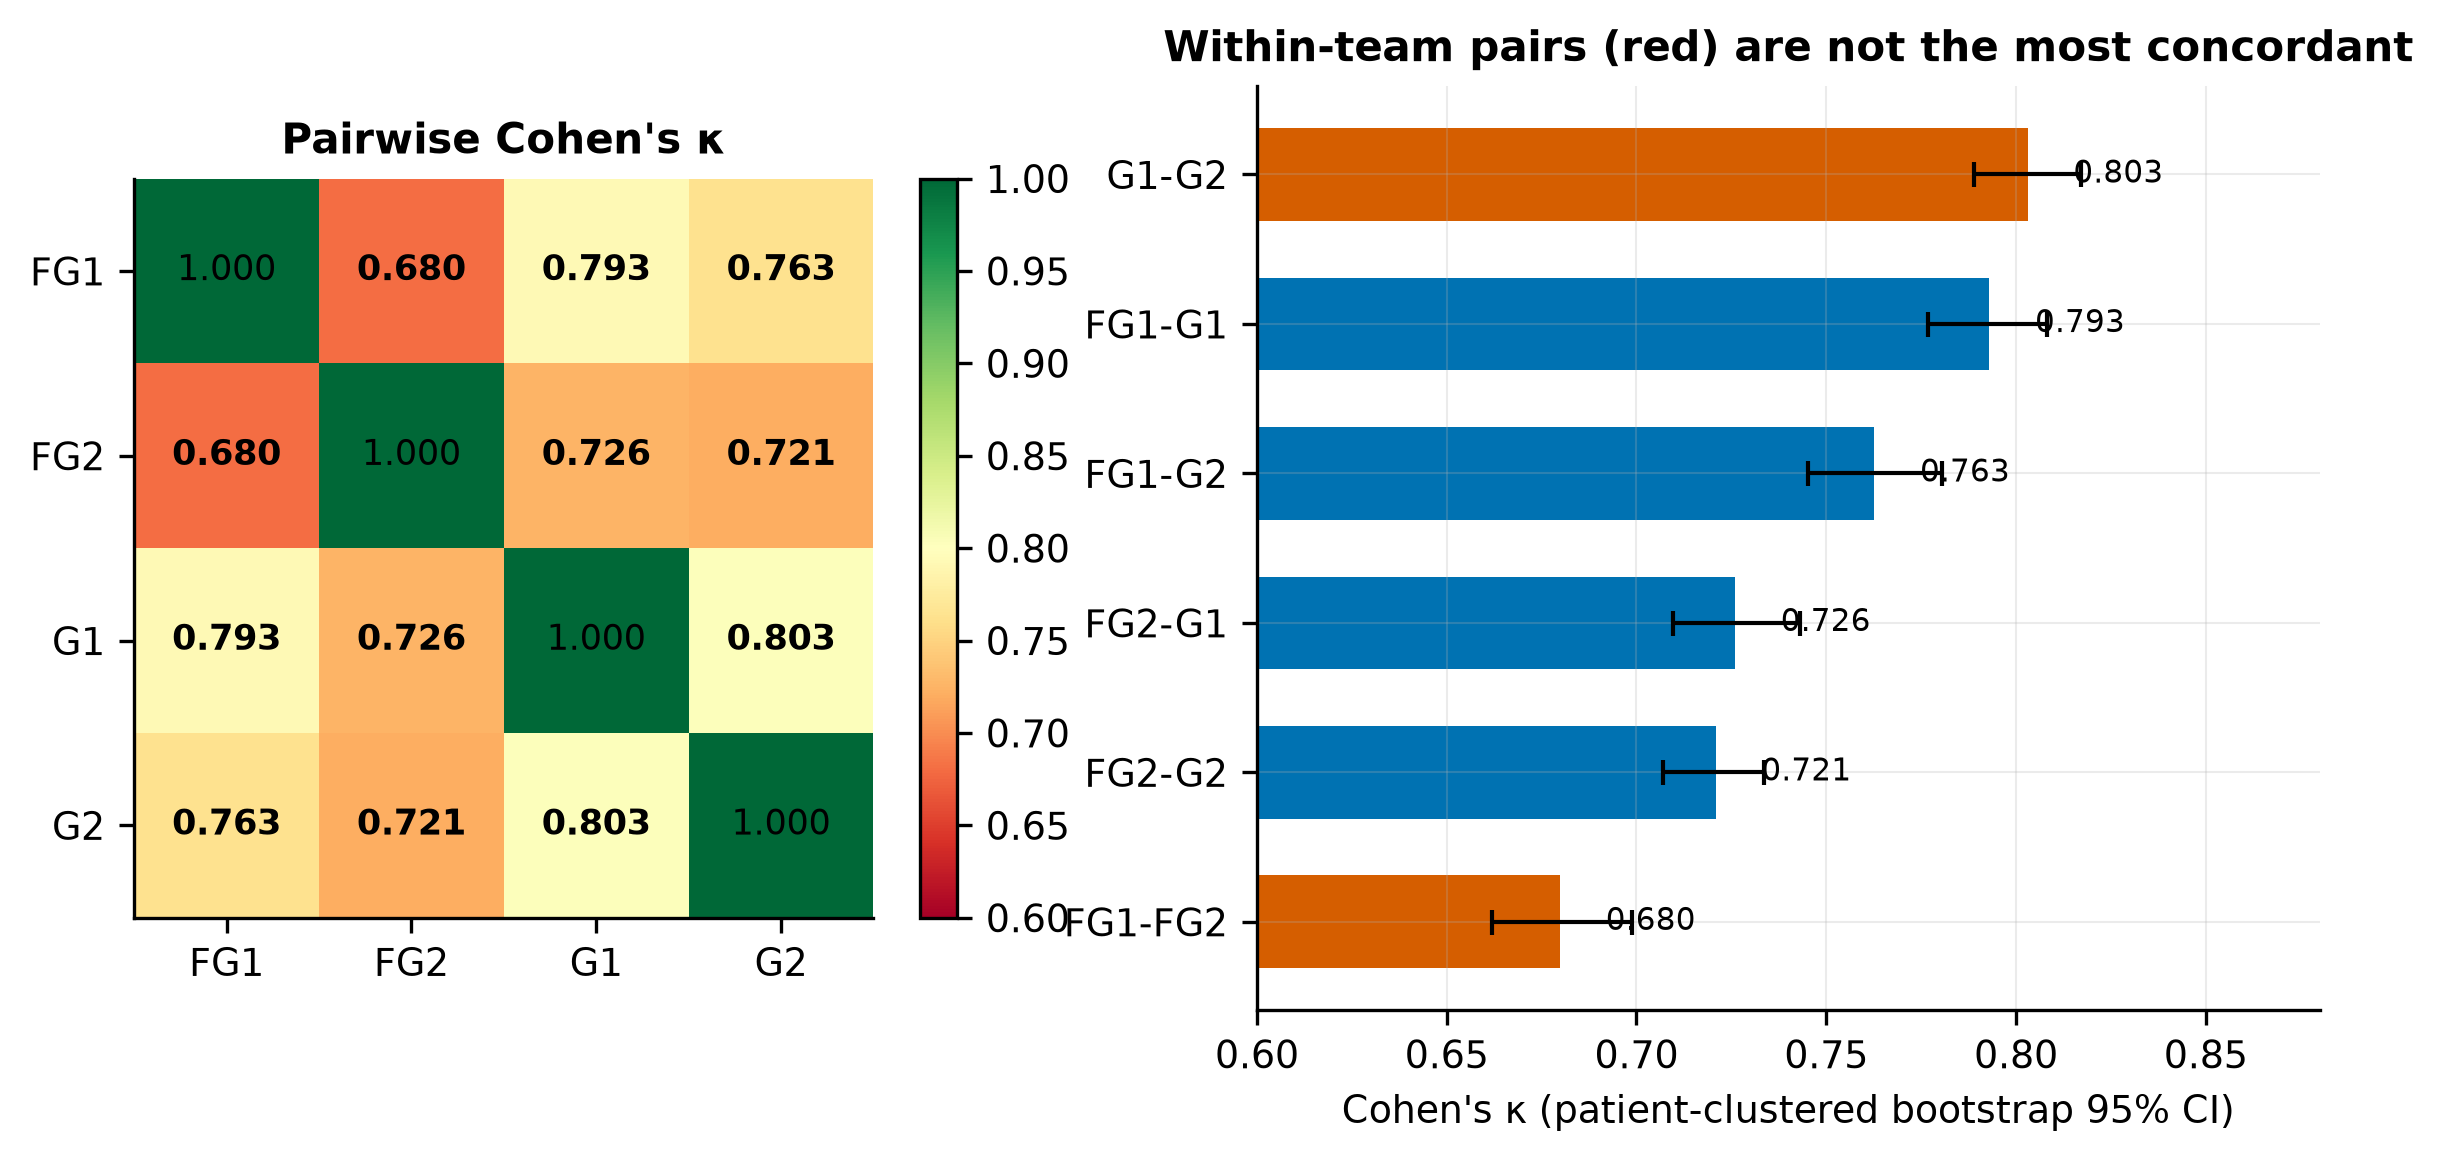 Pairwise Cohen's κ
FG1
FG2
G1
G2
1.000 0.680 0.793 0.763
0.680 1.000 0.726 0.721
0.793 0.726 1.000 0.803
0.763 0.721 0.803 1.000
FG1 FG2 G1 G2
1.00
0.95
0.90
0.85
0.80
0.75
0.70
0.65
0.60
Within-team pairs (red) are not the most concordant
G1-G2 0.803
FG1-G1 0.793
FG1-G2 0.763
FG2-G1 0.726
FG2-G2 0.721
FG1-FG2 0.680
0.60 0.65 0.70 0.75 0.80 0.85
Cohen's κ (patient-clustered bootstrap 95% CI)